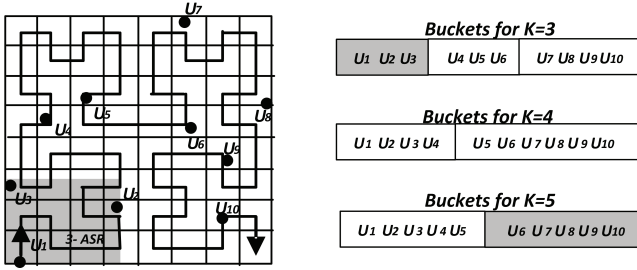 U7
U5
U4
U8
U6
U9
U3
U2
U10
U1
3- ASR
Buckets for K=3
U1 U2 U3 U4 U5 U6 U7 U8 U9 U10
Buckets for K=4
U1 U2 U3 U4 U5 U6 U7 U8 U9 U10
Buckets for K=5
U1 U2 U3 U4 U5 U6 U7 U8 U9 U10